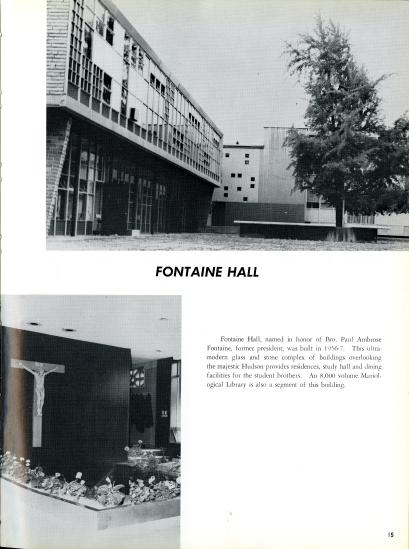 FONTAINE HALL
Fontaine Hall, named in honor of Bro. Paul Ambrose
Fontaine, former president, was built in 1956-7. This ultra-
modern glass and stone complex of buildings overlooking
the majestic Hudson provides residences, study hall and dining
facilities for the student brothers. An 8,000 volume Mariol-
ogical Library is also a segment of this building.
15